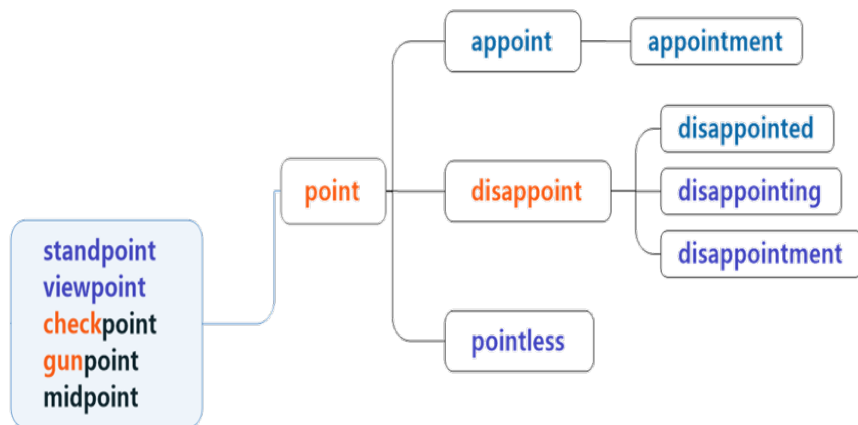 appoint
appointment
disappointed
point
disappoint
disappointing
disappointment
standpoint
viewpoint
checkpoint
gunpoint
midpoint
pointless